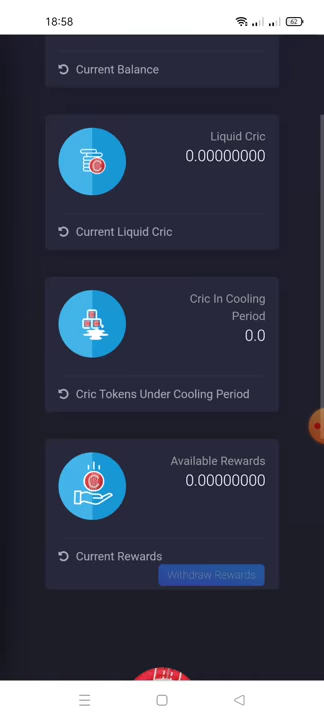 18:58
62
Current Balance
Liquid Cric
0.00000000
Current Liquid Cric
Cric In Cooling
Period
0.0
Cric Tokens Under Cooling Period
Available Rewards
0.00000000
Current Rewards
Withdraw Rewards